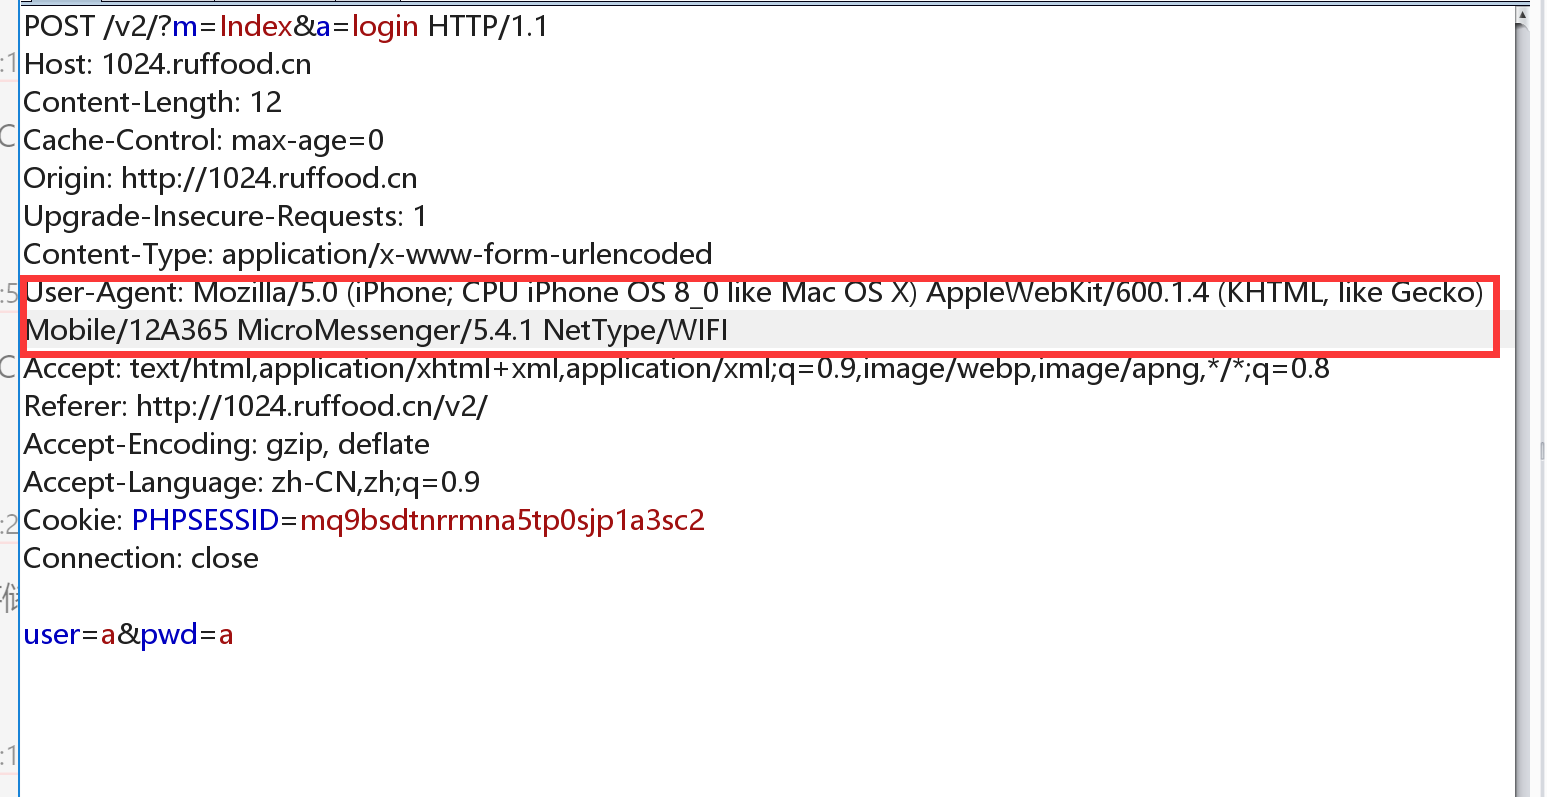 POST /v2/?m=Index&a=login HTTP/1.1
Host: 1024.ruffood.cn
Content-Length: 12
Cache-Control: max-age=0
Origin: http://1024.ruffood.cn
Upgrade-Insecure-Requests: 1
Content-Type: application/x-www-form-urlencoded
User-Agent: Mozilla/5.0 (iPhone; CPU iPhone OS 8_0 like Mac OS X) AppleWebKit/600.1.4 (KHTML, like Gecko)
Mobile/12A365 MicroMessenger/5.4.1 NetType/WIFI
Accept: text/html,application/xhtml+xml,application/xml;q=0.9,image/webp,image/apng,*/*;q=0.8
Referer: http://1024.ruffood.cn/v2/
Accept-Encoding: gzip, deflate
Accept-Language: zh-CN,zh;q=0.9
Cookie: PHPSESSID=mq9bsdtnrrmna5tp0sjp1a3sc2
Connection: close
user=a&pwd=a